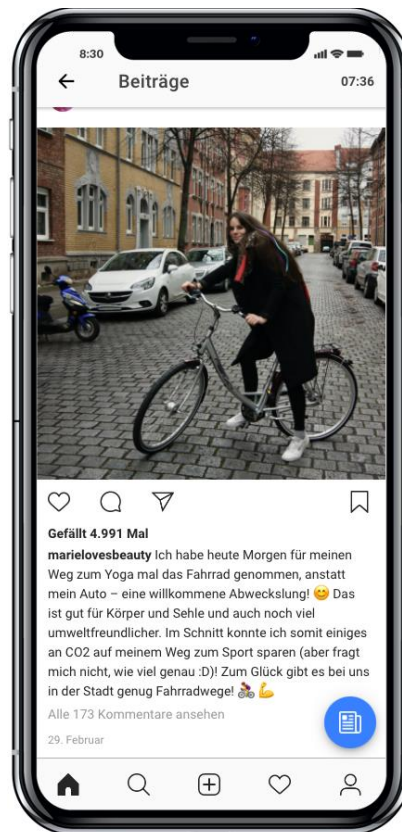 8:30
Beiträge
07:36
Gefällt 4.991 Mal
marielovesbeauty Ich habe heute Morgen für meinen
Weg zum Yoga mal das Fahrrad genommen, anstatt
mein Auto – eine willkommene Abweckslung! 😊 Das
ist gut für Körper und Sehle und auch noch viel
umweltfreundlicher. Im Schnitt konnte ich somit einiges
an CO2 auf meinem Weg zum Sport sparen (aber fragt
mich nicht, wie viel genau :D)! Zum Glück gibt es bei uns
in der Stadt genug Fahrradwege! 🚴 💪
Alle 173 Kommentare ansehen
29. Februar